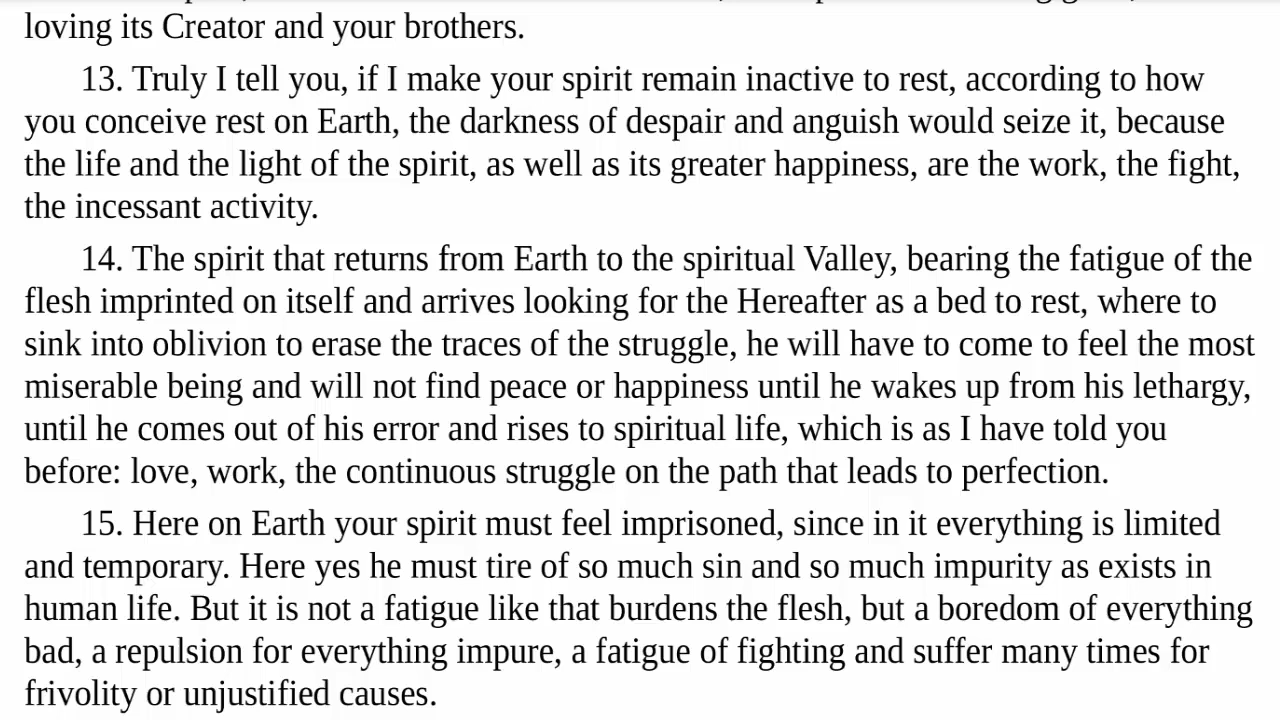 loving its Creator and your brothers.
13. Truly I tell you, if I make your spirit remain inactive to rest, according to how
you conceive rest on Earth, the darkness of despair and anguish would seize it, because
the life and the light of the spirit, as well as its greater happiness, are the work, the fight,
the incessant activity.
14. The spirit that returns from Earth to the spiritual Valley, bearing the fatigue of the
flesh imprinted on itself and arrives looking for the Hereafter as a bed to rest, where to
sink into oblivion to erase the traces of the struggle, he will have to come to feel the most
miserable being and will not find peace or happiness until he wakes up from his lethargy,
until he comes out of his error and rises to spiritual life, which is as I have told you
before: love, work, the continuous struggle on the path that leads to perfection.
15. Here on Earth your spirit must feel imprisoned, since in it everything is limited
and temporary. Here yes he must tire of so much sin and so much impurity as exists in
human life. But it is not a fatigue like that burdens the flesh, but a boredom of everything
bad, a repulsion for everything impure, a fatigue of fighting and suffer many times for
frivolity or unjustified causes.